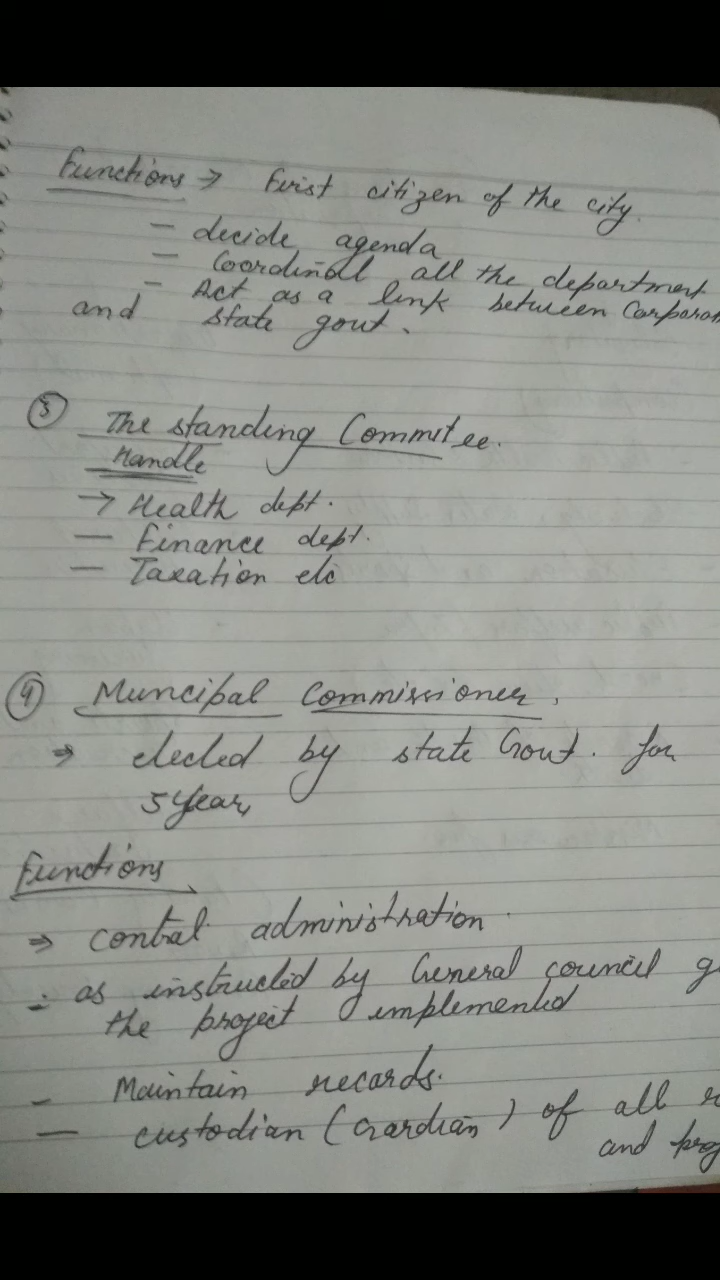 Functions → First citizen of the city.
– decide agenda
– Coordinal all the department
– Act as a link between Corporat
and state govt.
③ The standing Commitee.
Handle
→ Health dept.
– Finance dept.
– Taxation etc
④ Muncipal Commissioner.
⇒ elected by state Govt. for
5 year,
Functions
⇒ contral administration
- as instructed by General council g
the project implemented
– Maintain records.
– custodian (Gardian) of all r
and prog